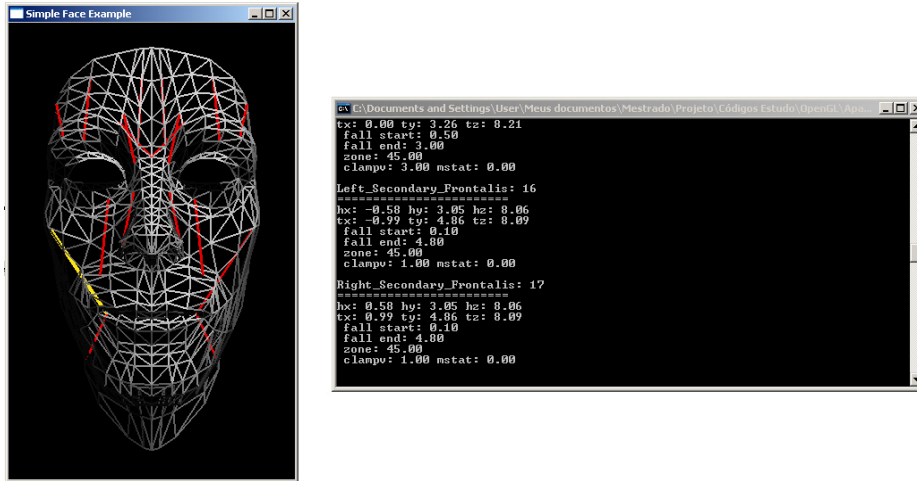 Simple Face Example
C:\Documents and Settings\User\Meus documentos\Mestrado\Projeto\Códigos Estudo\OpenGL\Apa...
tx: 0.00 ty: 3.26 tz: 8.21
fall start: 0.50
fall end: 3.00
zone: 45.00
clampv: 3.00 mstat: 0.00
Left_Secondary_Frontalis: 16
========================
hx: -0.58 hy: 3.05 hz: 8.06
tx: -0.99 ty: 4.86 tz: 8.09
fall start: 0.10
fall end: 4.80
zone: 45.00
clampv: 1.00 mstat: 0.00
Right_Secondary_Frontalis: 17
========================
hx: 0.58 hy: 3.05 hz: 8.06
tx: 0.99 ty: 4.86 tz: 8.09
fall start: 0.10
fall end: 4.80
zone: 45.00
clampv: 1.00 mstat: 0.00